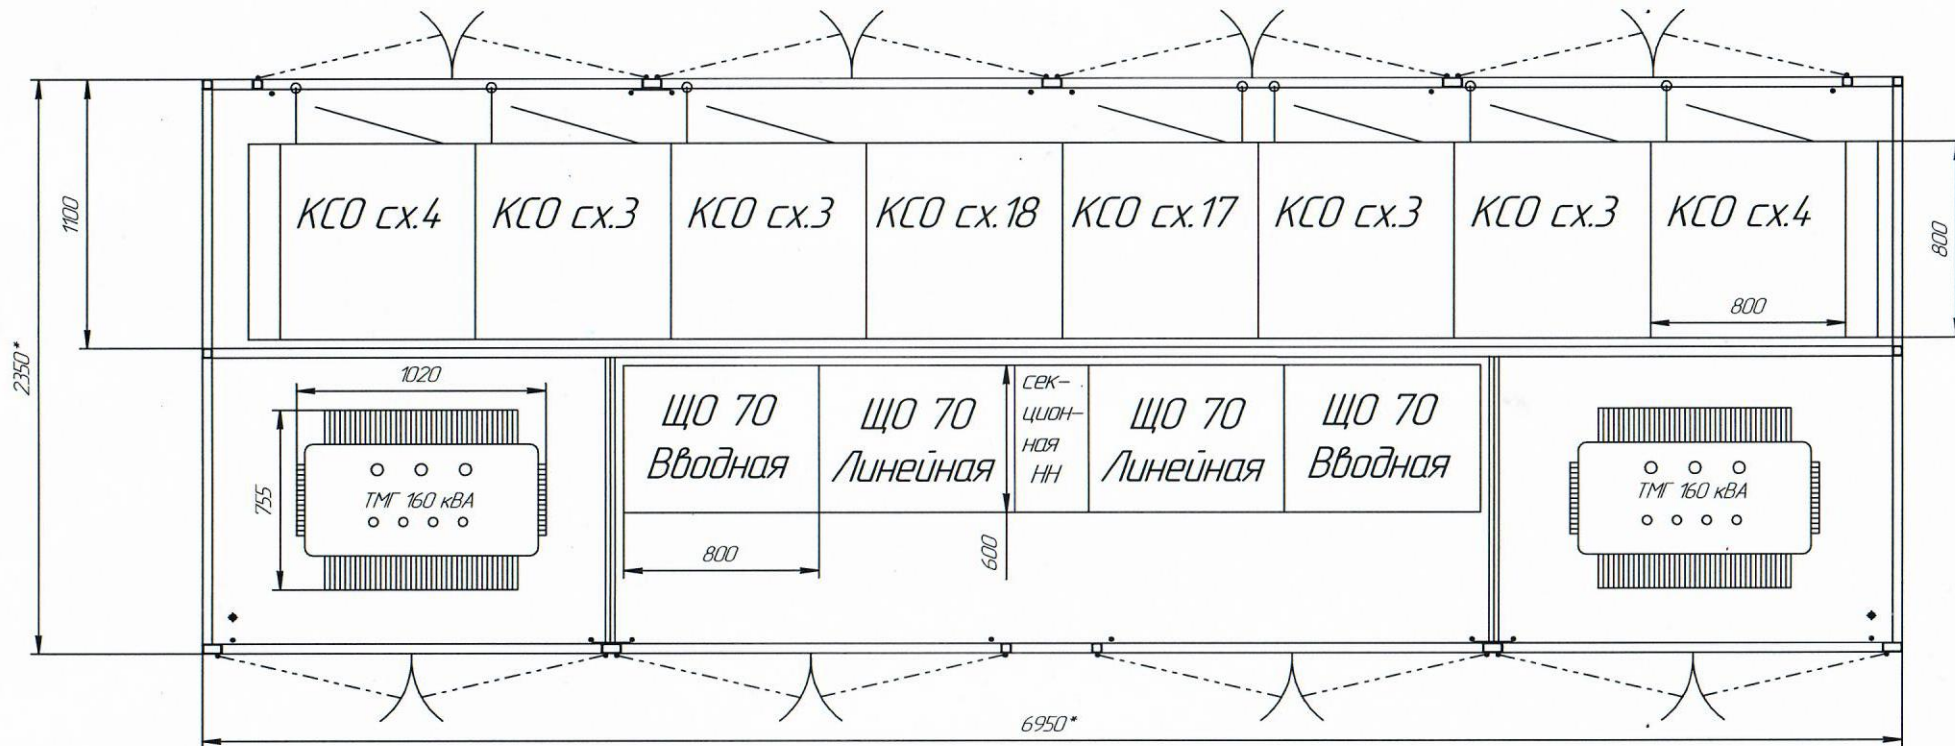 КСО сх.4 КСО сх.3 КСО сх.3 КСО сх.18 КСО сх.17 КСО сх.3 КСО сх.3 КСО сх.4
1100
800
800
2350*
1020
ЩО 70
Вводная
ЩО 70
Линейная
сек-
цион-
ная
НН
ЩО 70
Линейная
ЩО 70
Вводная
755
ТМГ 160 кВА
ТМГ 160 кВА
800
600
6950*